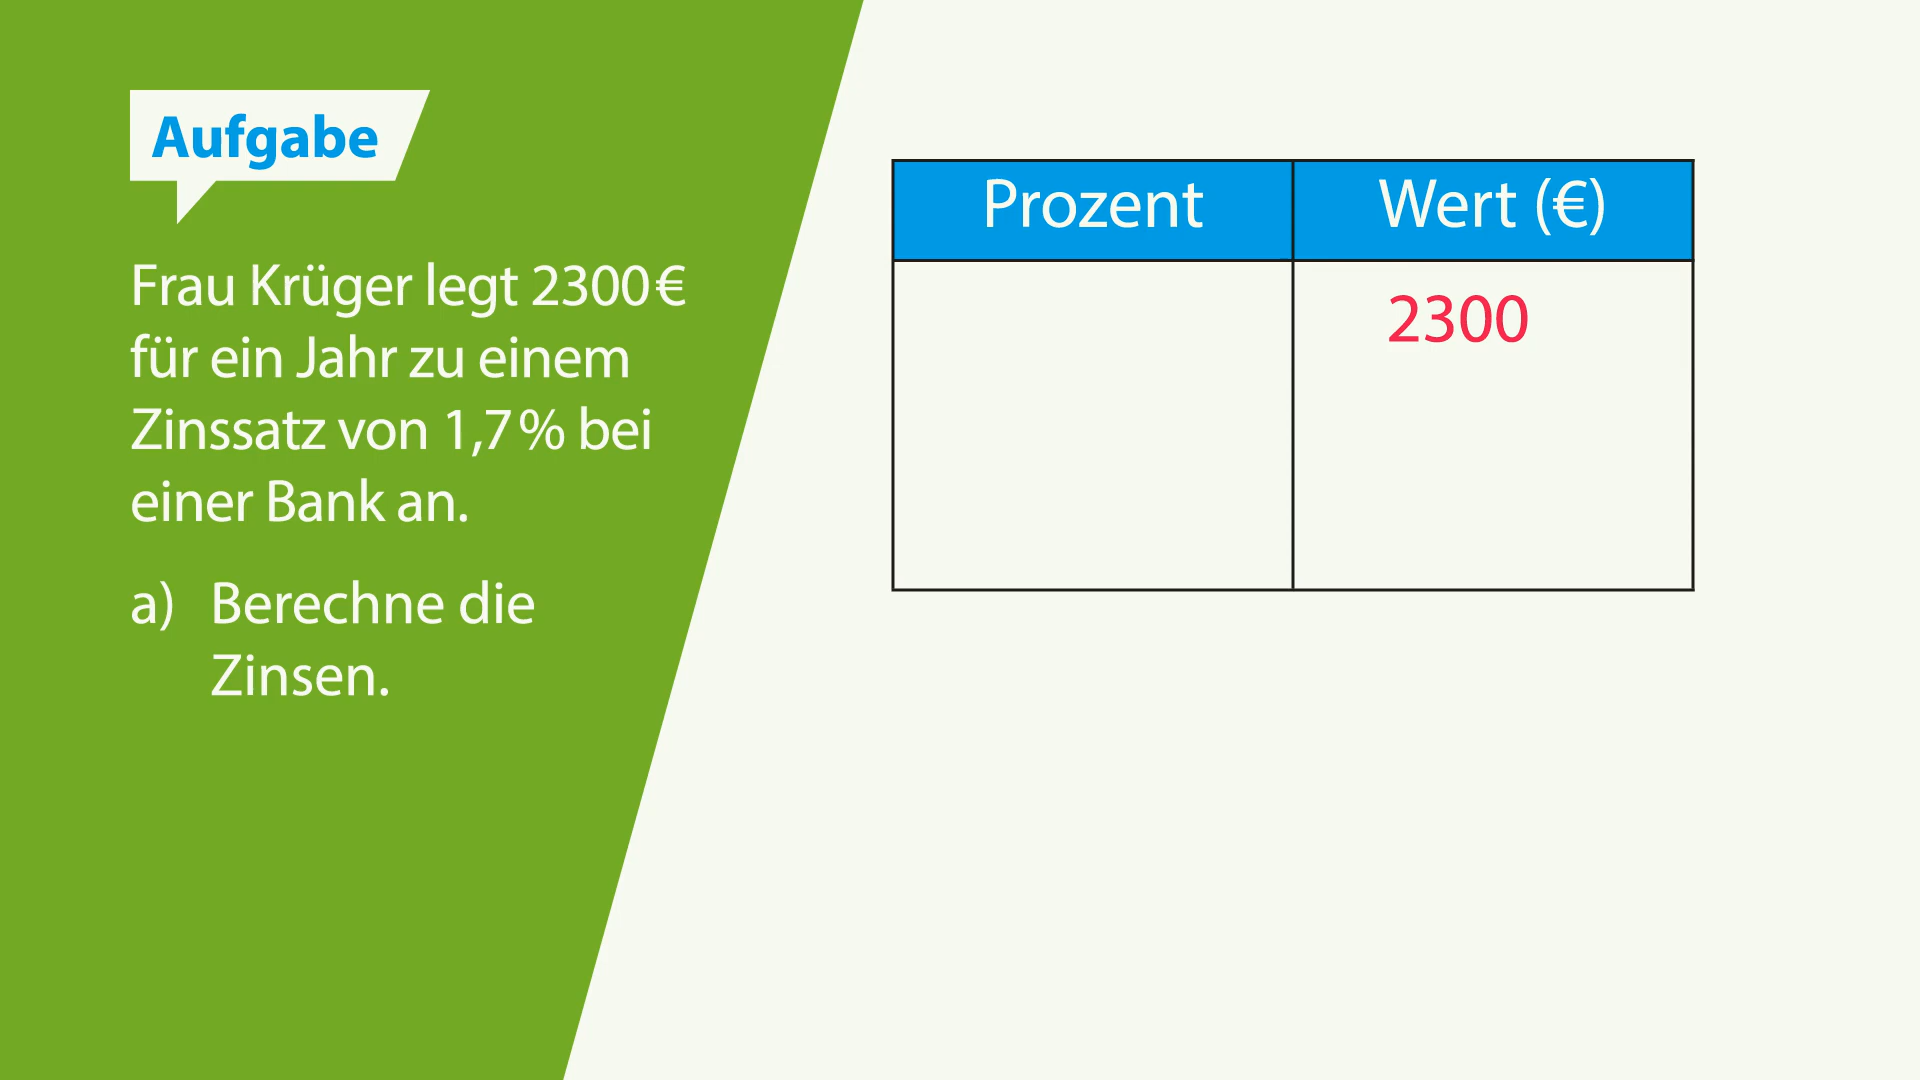 Aufgabe
Frau Krüger legt 2300 €
für ein Jahr zu einem
Zinssatz von 1,7 % bei
einer Bank an.
a) Berechne die
Zinsen.
Prozent Wert (€)
2300